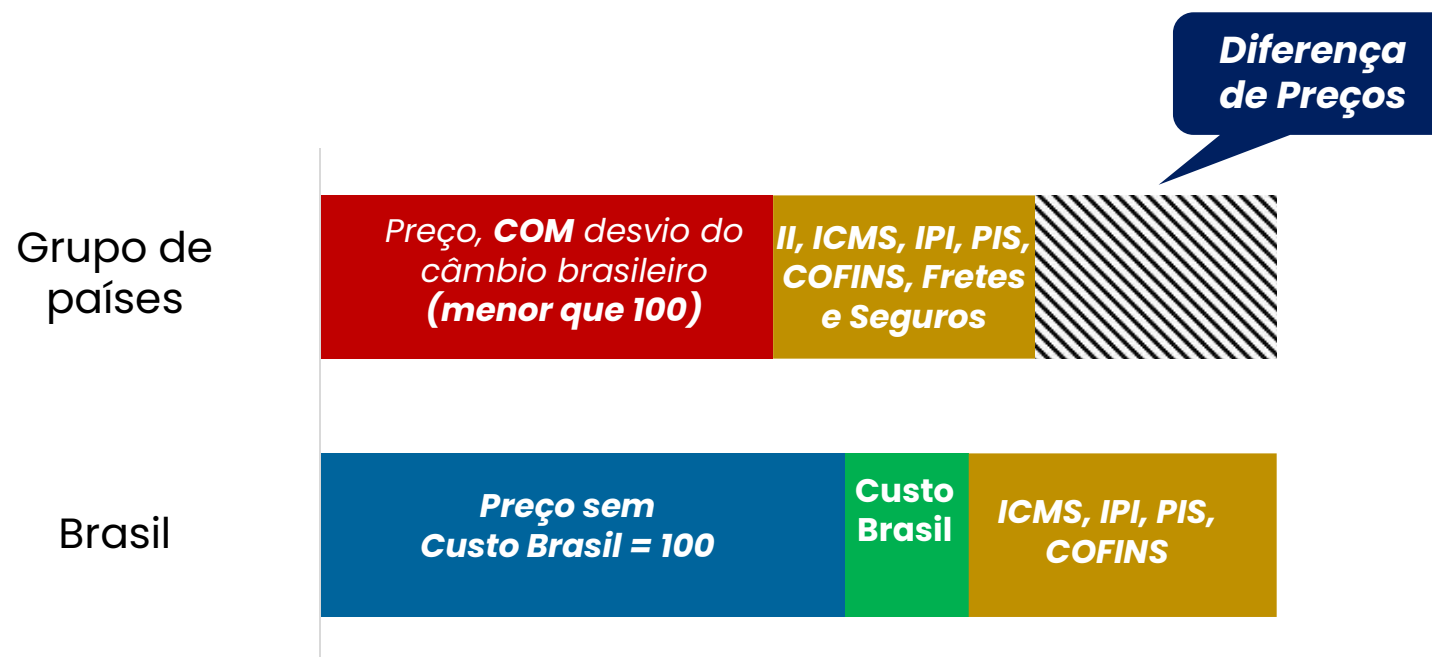 Diferença
de Preços
Grupo de
países
Preço, COM desvio do
câmbio brasileiro
(menor que 100)
II, ICMS, IPI, PIS,
COFINS, Fretes
e Seguros
Brasil
Preço sem
Custo Brasil = 100
Custo
Brasil
ICMS, IPI, PIS,
COFINS